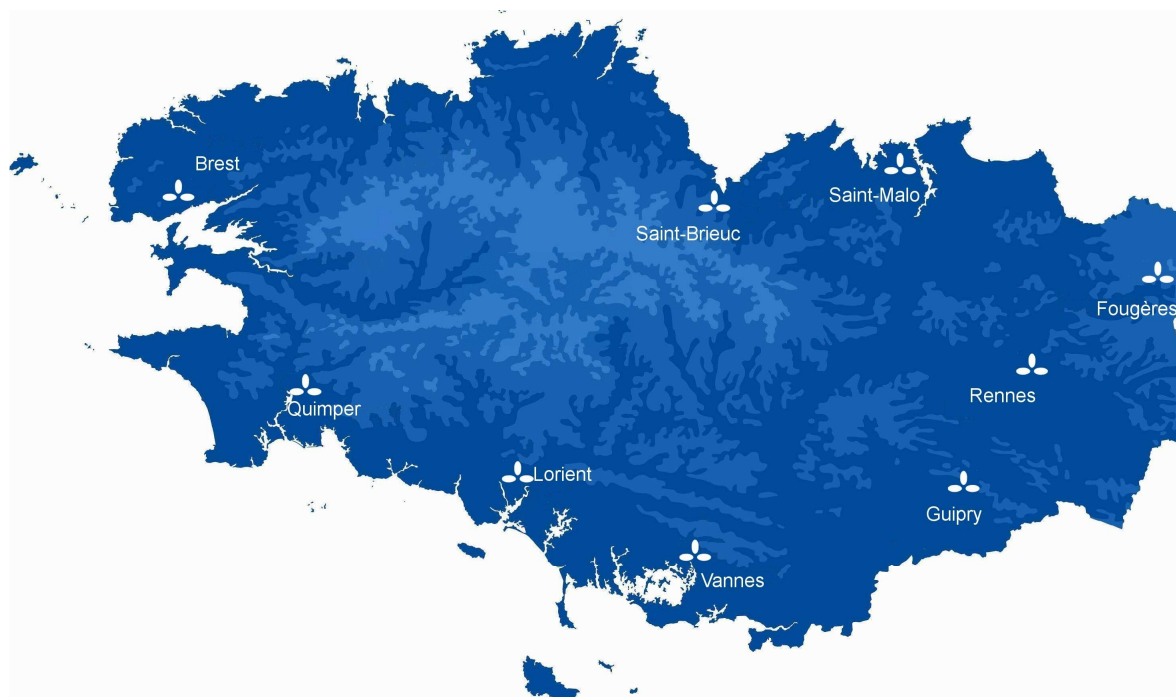 Brest
Saint-Malo
Saint-Brieuc
Fougères
Rennes
Quimper
Lorient
Guipry
Vannes